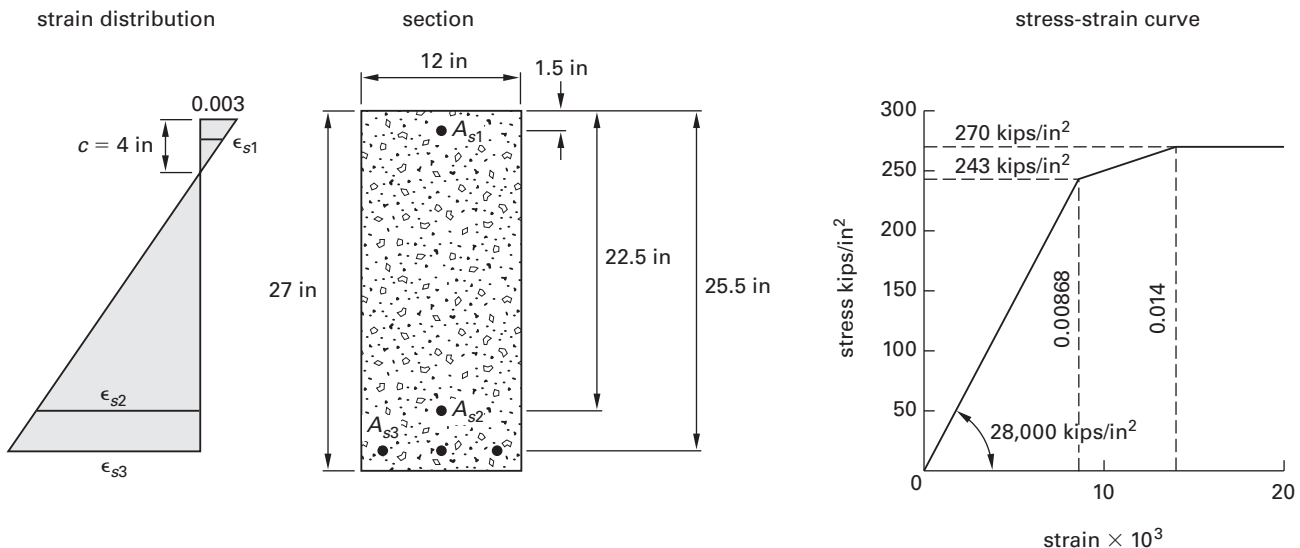 strain distribution
section
stress-strain curve
12 in
1.5 in
0.003
c = 4 in
ϵs1
As1
27 in
22.5 in
25.5 in
ϵs2
As2
As3
ϵs3
300
270 kips/in²
250
243 kips/in²
200
150
100
50
0
stress kips/in²
0.00868
0.014
28,000 kips/in²
10
20
strain × 10³